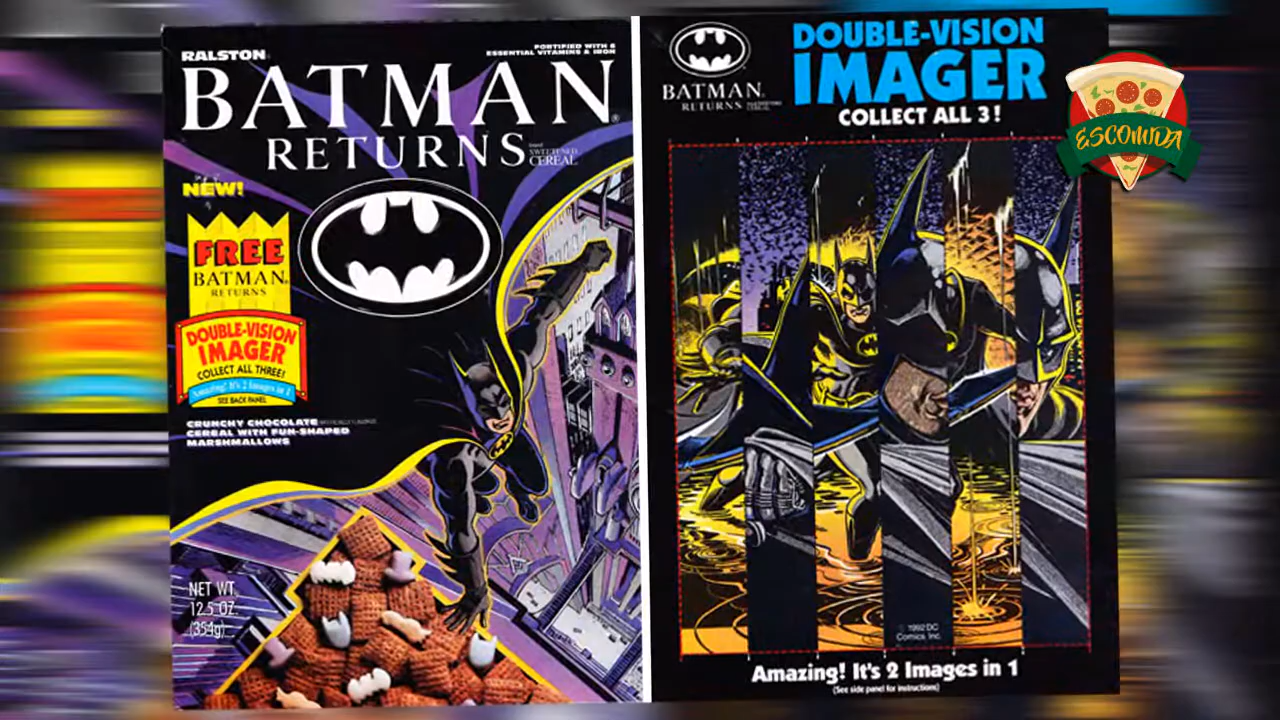 RALSTON
FORTIFIED WITH 8
ESSENTIAL VITAMINS & IRON
BATMAN®
RETURNS
SWEETENED
CEREAL
NEW!
FREE
BATMAN
RETURNS
DOUBLE-VISION
IMAGER
COLLECT ALL THREE!
Amazing! It's 2 Images in 1
SEE BACK PANEL
CRUNCHY CHOCOLATE
CEREAL WITH FUN-SHAPED
MARSHMALLOWS
NET WT.
12.5 OZ.
(354g)
BATMAN
RETURNS
DOUBLE-VISION
IMAGER
COLLECT ALL 3!
© 1992 DC
Comics, Inc.
Amazing! It's 2 Images in 1
(See side panel for instructions)
ESCOMIDA